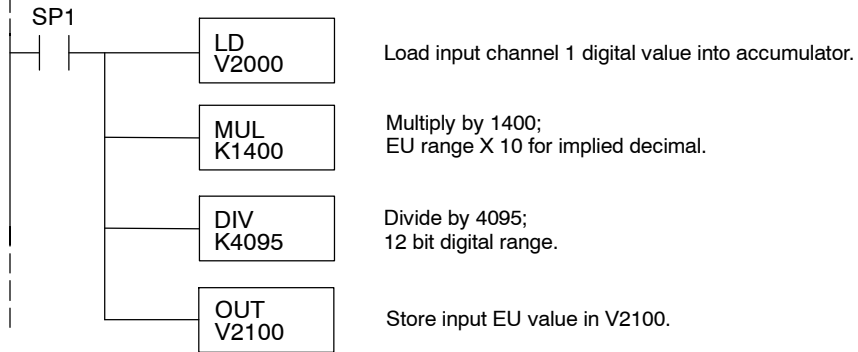 SP1
LD
V2000
Load input channel 1 digital value into accumulator.
MUL
K1400
Multiply by 1400;
EU range X 10 for implied decimal.
DIV
K4095
Divide by 4095;
12 bit digital range.
OUT
V2100
Store input EU value in V2100.